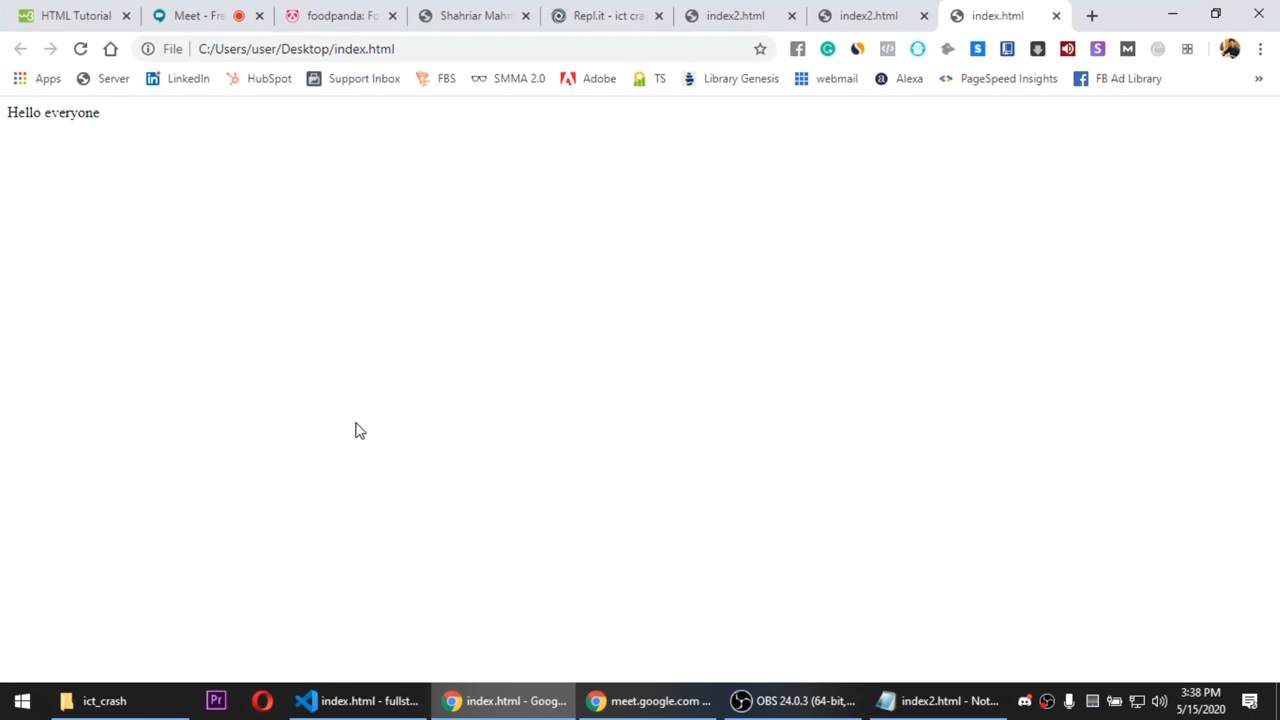 HTML Tutorial
Meet - Fre
foodpanda: Fo
Shahriar Mahm
Repl.it - ict cra
index2.html
index2.html
index.html
File
C:/Users/user/Desktop/index.html
Apps
Server
LinkedIn
HubSpot
Support Inbox
FBS
SMMA 2.0
Adobe
TS
Library Genesis
webmail
Alexa
PageSpeed Insights
FB Ad Library
»
Hello everyone
ict_crash
Pr
index.html - fullst...
index.html - Goog...
meet.google.com ...
OBS 24.0.3 (64-bit,...
index2.html - Not...
3:38 PM
5/15/2020